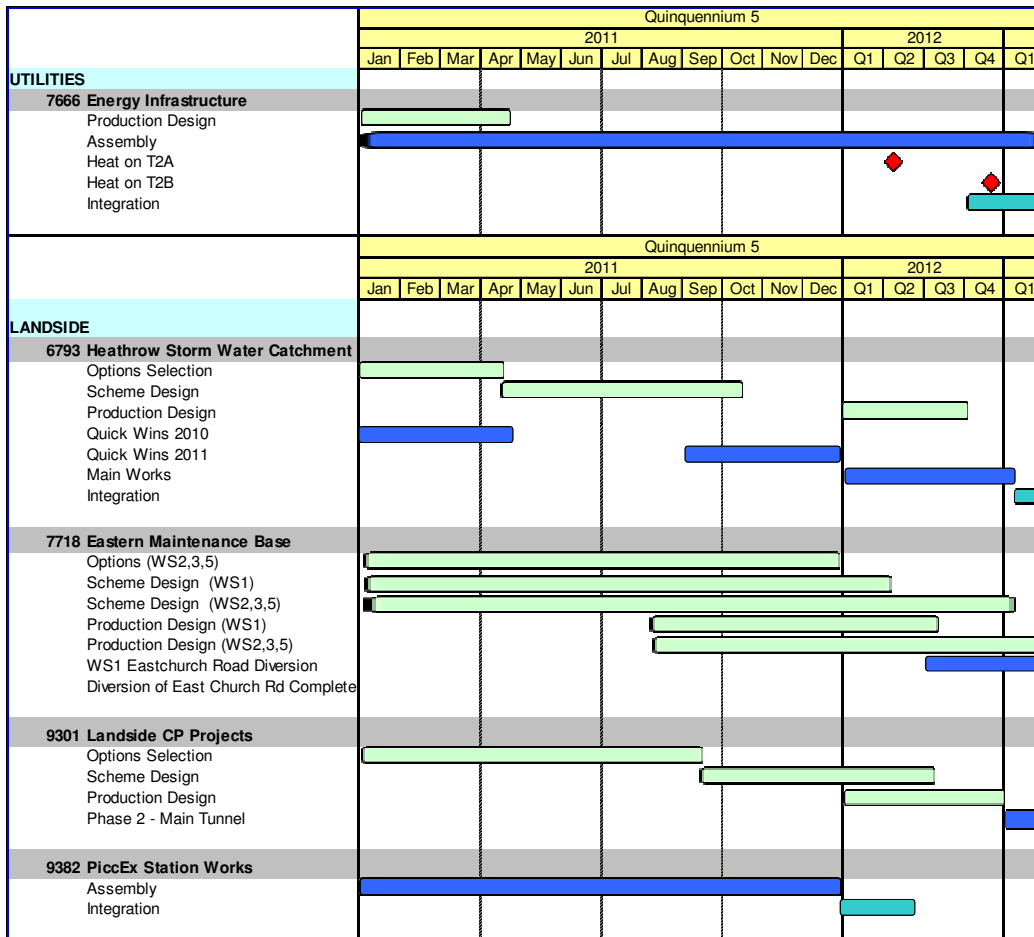 Quinquennium 5
2011 2012
Jan Feb Mar Apr May Jun Jul Aug Sep Oct Nov Dec Q1 Q2 Q3 Q4 Q1
UTILITIES
7666 Energy Infrastructure
Production Design
Assembly
Heat on T2A
Heat on T2B
Integration
Quinquennium 5
2011 2012
Jan Feb Mar Apr May Jun Jul Aug Sep Oct Nov Dec Q1 Q2 Q3 Q4 Q1
LANDSIDE
6793 Heathrow Storm Water Catchment
Options Selection
Scheme Design
Production Design
Quick Wins 2010
Quick Wins 2011
Main Works
Integration
7718 Eastern Maintenance Base
Options (WS2,3,5)
Scheme Design (WS1)
Scheme Design (WS2,3,5)
Production Design (WS1)
Production Design (WS2,3,5)
WS1 Eastchurch Road Diversion
Diversion of East Church Rd Complete
9301 Landside CP Projects
Options Selection
Scheme Design
Production Design
Phase 2 - Main Tunnel
9382 PiccEx Station Works
Assembly
Integration